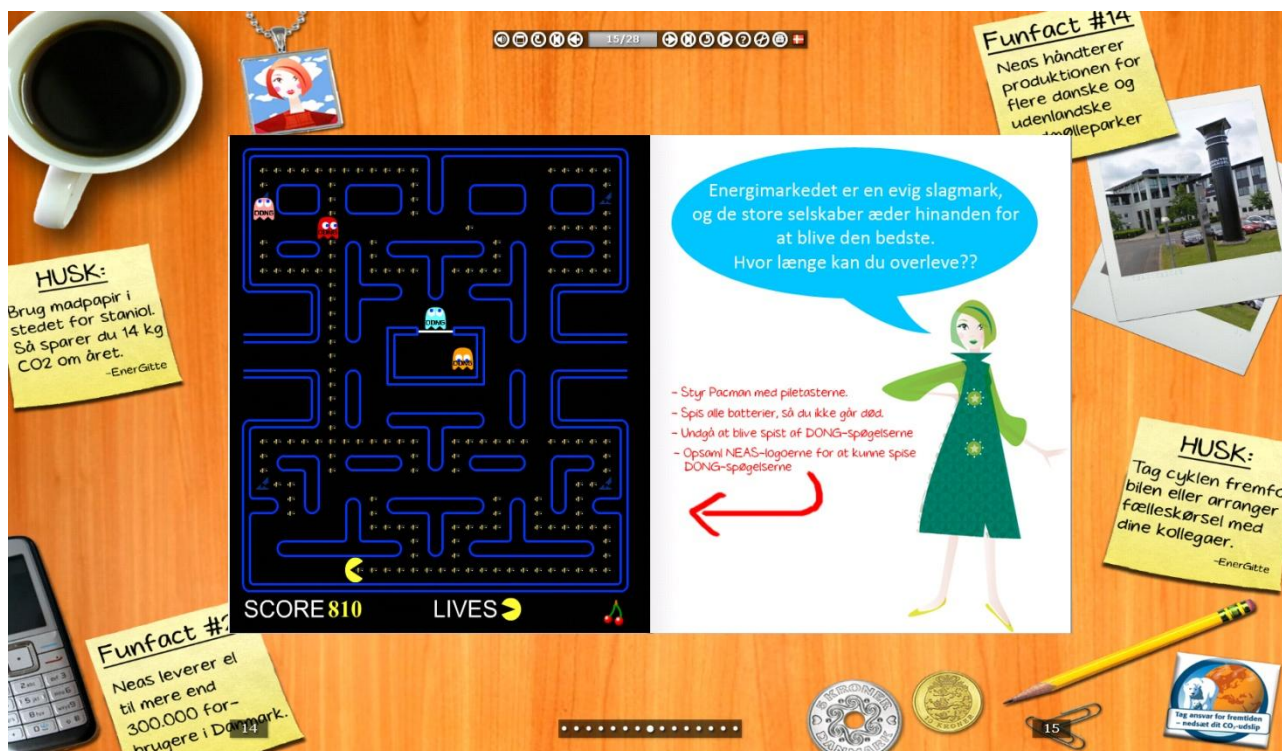 15/28
Funfact #14
Neas håndterer
produktionen for
flere danske og
udenlandske
HUSK:
Brug madpapir i
stedet for staniol.
Så sparer du 14 kg
CO2 om året.
-EnerGitte
DONG
DONG
SCORE 810
LIVES
Energimarkedet er en evig slagmark,
og de store selskaber æder hinanden for
at blive den bedste.
Hvor længe kan du overleve??
- Styr Pacman med piletasterne.
- Spis alle batterier, så du ikke går død.
- Undgå at blive spist af DONG-spøgelserne
- Opsaml NEAS-logoerne for at kunne spise
DONG-spøgelserne
HUSK:
Tag cyklen fremfo
bilen eller arranger
fælleskørsel med
dine kollegaer.
-EnerGitte
Funfact #2
Neas leverer el
til mere end
300.000 for-
brugere i Danmark.
14
15
5 KRONER
DANMARK
Tag ansvar for fremtiden
– nedsæt dit CO₂-udslip